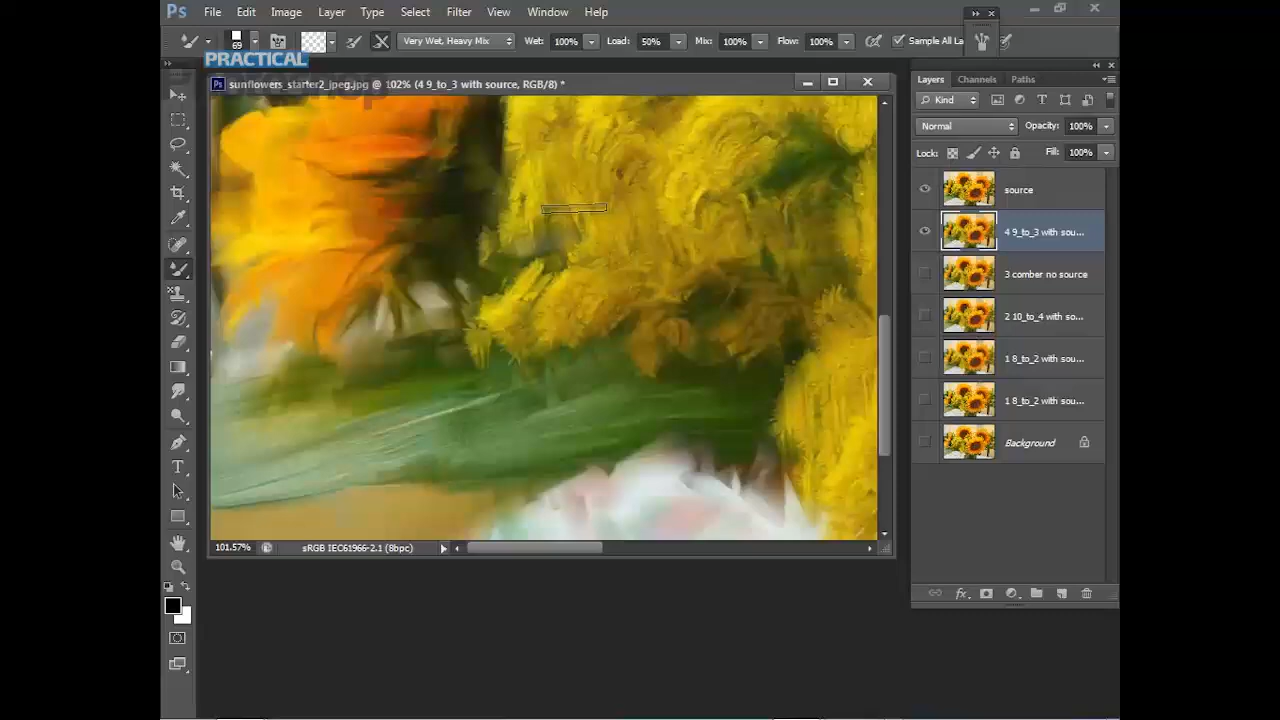 Ps File Edit Image Layer Type Select Filter View Window Help
69 Very Wet, Heavy Mix Wet: 100% Load: 50% Mix: 100% Flow: 100% Sample All La
PRACTICAL
Ps sunflowers_starter2_jpeg.jpg @ 102% (4 9_to_3 with source, RGB/8) *
Layers Channels Paths
Kind
Normal Opacity: 100%
Lock: Fill: 100%
source
4 9_to_3 with sou...
3 comber no source
2 10_to_4 with so...
1 8_to_2 with sou...
1 8_to_2 with sou...
Background
101.57% sRGB IEC61966-2.1 (8bpc)